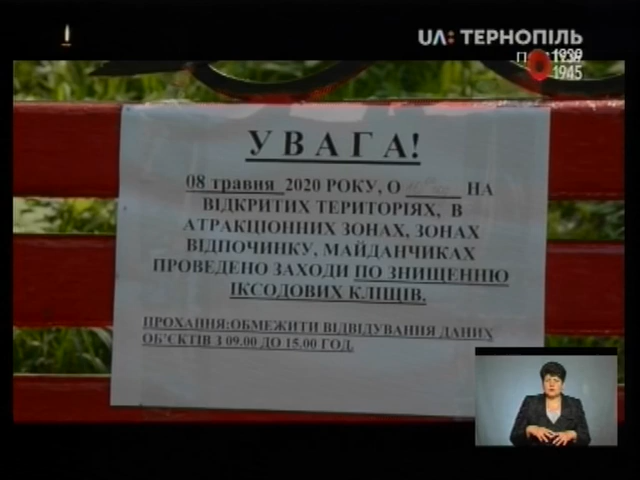 UA: ТЕРНОПІЛЬ
1939
1945
УВАГА!
08 травня 2020 РОКУ, О НА
ВІДКРИТИХ ТЕРИТОРІЯХ, В
АТРАКЦІОННИХ ЗОНАХ, ЗОНАХ
ВІДПОЧИНКУ, МАЙДАНЧИКАХ
ПРОВЕДЕНО ЗАХОДИ ПО ЗНИЩЕННЮ
ІКСОДОВИХ КЛІЩІВ.
ПРОХАННЯ:ОБМЕЖИТИ ВІДВІДУВАННЯ ДАНИХ
ОБ'ЄКТІВ З 09.00 ДО 15.00 ГОД.